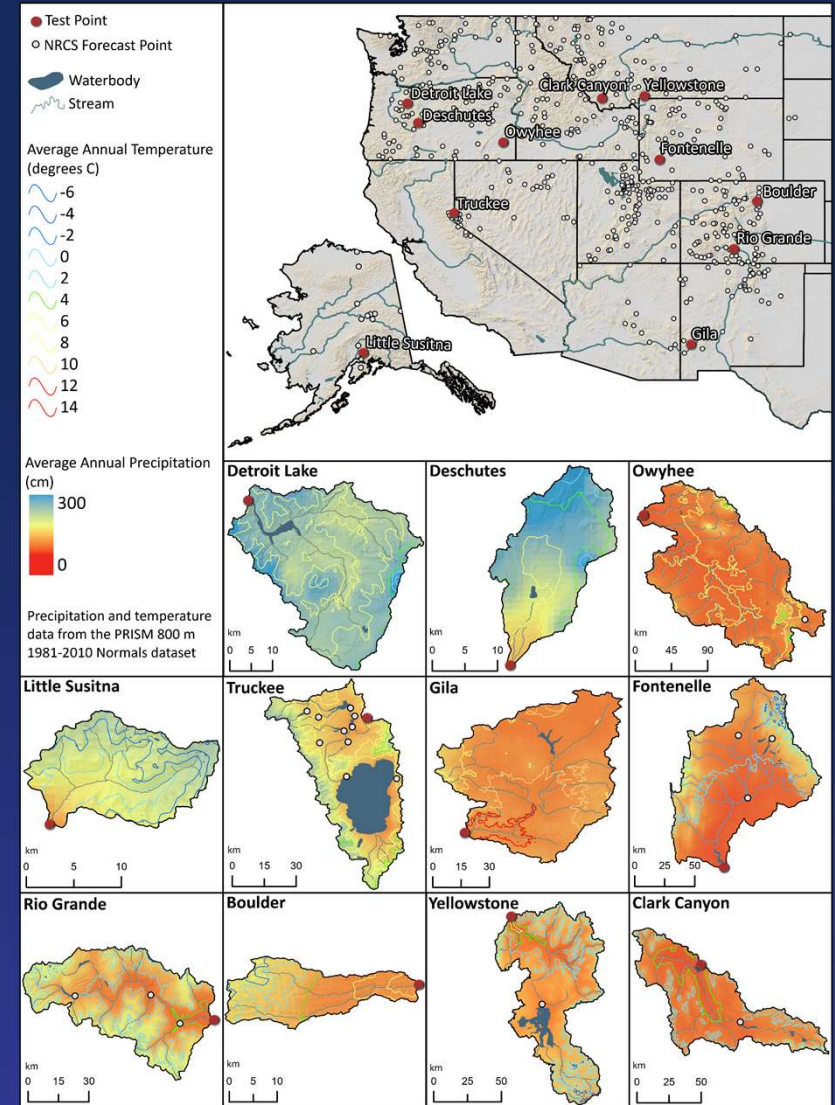 Test Point
NRCS Forecast Point
Waterbody
Stream
Average Annual Temperature
(degrees C)
-6
-4
-2
0
2
4
6
8
10
12
14
Average Annual Precipitation
(cm)
300
0
Precipitation and temperature
data from the PRISM 800 m
1981-2010 Normals dataset
Detroit Lake
Deschutes
Clark Canyon
Yellowstone
Owyhee
Fontenelle
Truckee
Boulder
Rio Grande
Gila
Little Susitna
Detroit Lake
km
0 5 10
Deschutes
km
0 5 10
Owyhee
km
0 45 90
Little Susitna
km
0 10
Truckee
km
0 15 30
Gila
km
0 15 30
Fontenelle
km
0 25 50
Rio Grande
km
0 15 30
Boulder
km
0 5 10
Yellowstone
km
0 25 50
Clark Canyon
km
0 25 50